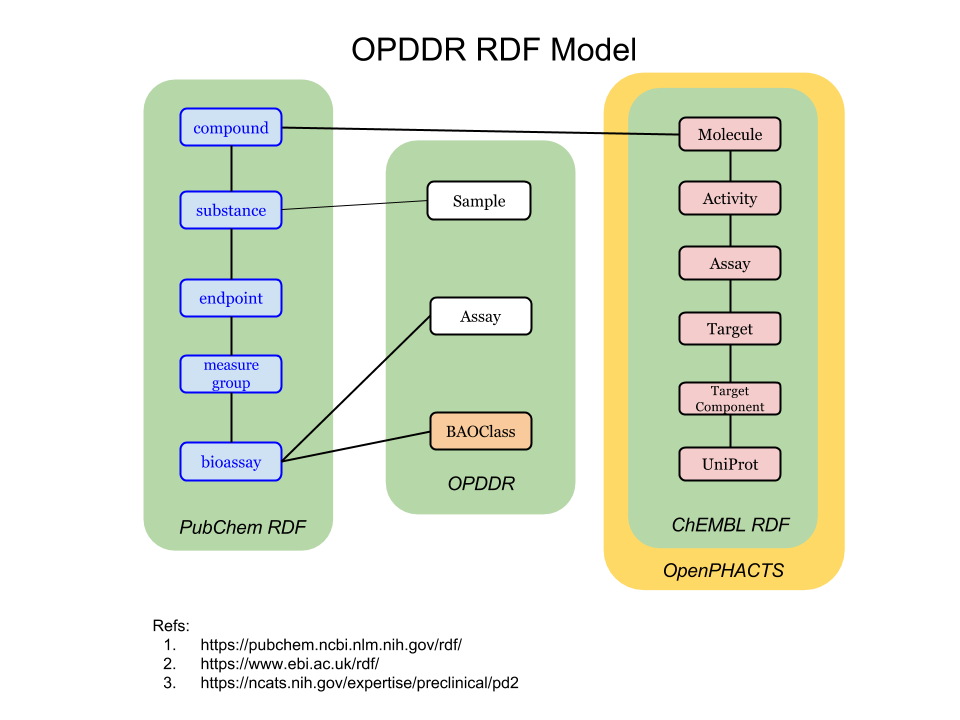 OPDDR RDF Model
compound
substance
endpoint
measure
group
bioassay
PubChem RDF
Sample
Assay
BAOClass
OPDDR
Molecule
Activity
Assay
Target
Target
Component
UniProt
ChEMBL RDF
OpenPHACTS
Refs:
1. https://pubchem.ncbi.nlm.nih.gov/rdf/
2. https://www.ebi.ac.uk/rdf/
3. https://ncats.nih.gov/expertise/preclinical/pd2